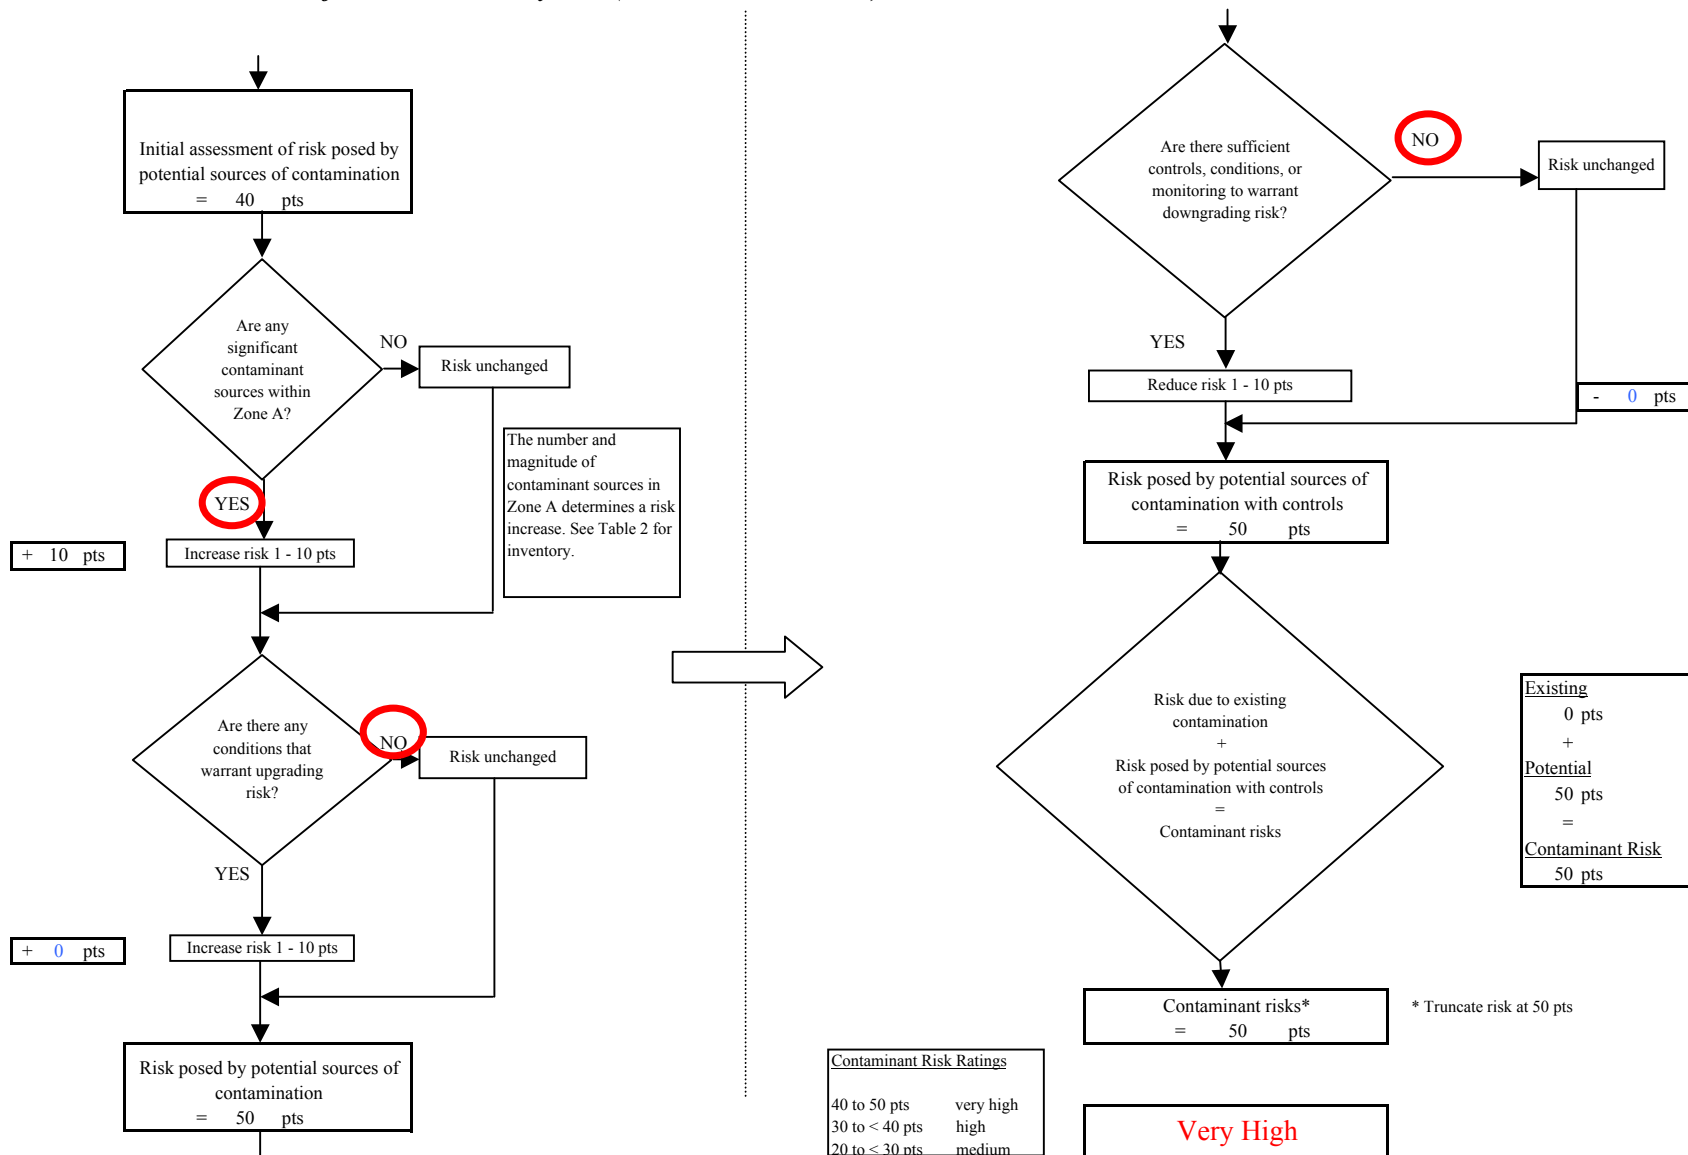 Initial assessment of risk posed by
potential sources of contamination
= 40 pts
Are any
significant
contaminant
sources within
Zone A?
NO
Risk unchanged
The number and
magnitude of
contaminant sources in
Zone A determines a risk
increase. See Table 2 for
inventory.
YES
+ 10 pts
Increase risk 1 - 10 pts
Are there any
conditions that
warrant upgrading
risk?
NO
Risk unchanged
YES
+ 0 pts
Increase risk 1 - 10 pts
Risk posed by potential sources of
contamination
= 50 pts
Are there sufficient
controls, conditions, or
monitoring to warrant
downgrading risk?
NO
Risk unchanged
YES
Reduce risk 1 - 10 pts
- 0 pts
Risk posed by potential sources of
contamination with controls
= 50 pts
Risk due to existing
contamination
+
Risk posed by potential sources
of contamination with controls
=
Contaminant risks
Existing
0 pts
+
Potential
50 pts
=
Contaminant Risk
50 pts
Contaminant risks*
= 50 pts
* Truncate risk at 50 pts
Contaminant Risk Ratings
40 to 50 pts very high
30 to < 40 pts high
20 to < 30 pts medium
Very High